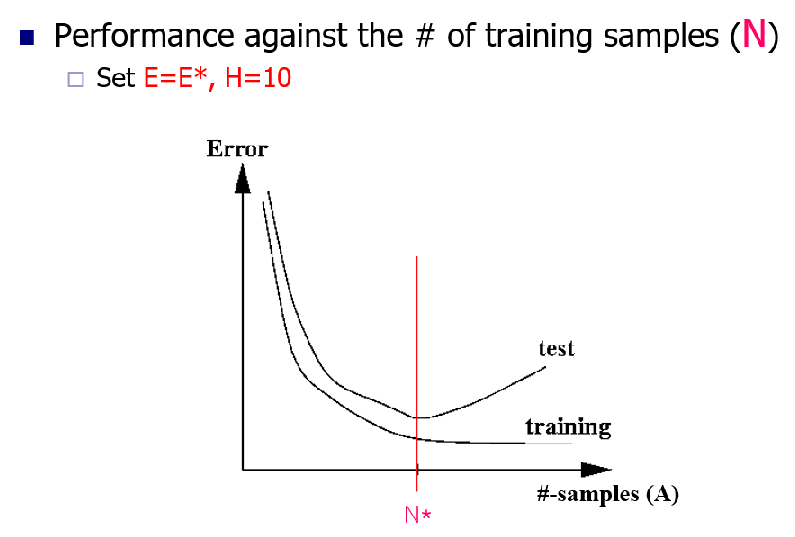 Performance against the # of training samples (N)
Set E=E*, H=10
Error
test
training
#-samples (A)
N*